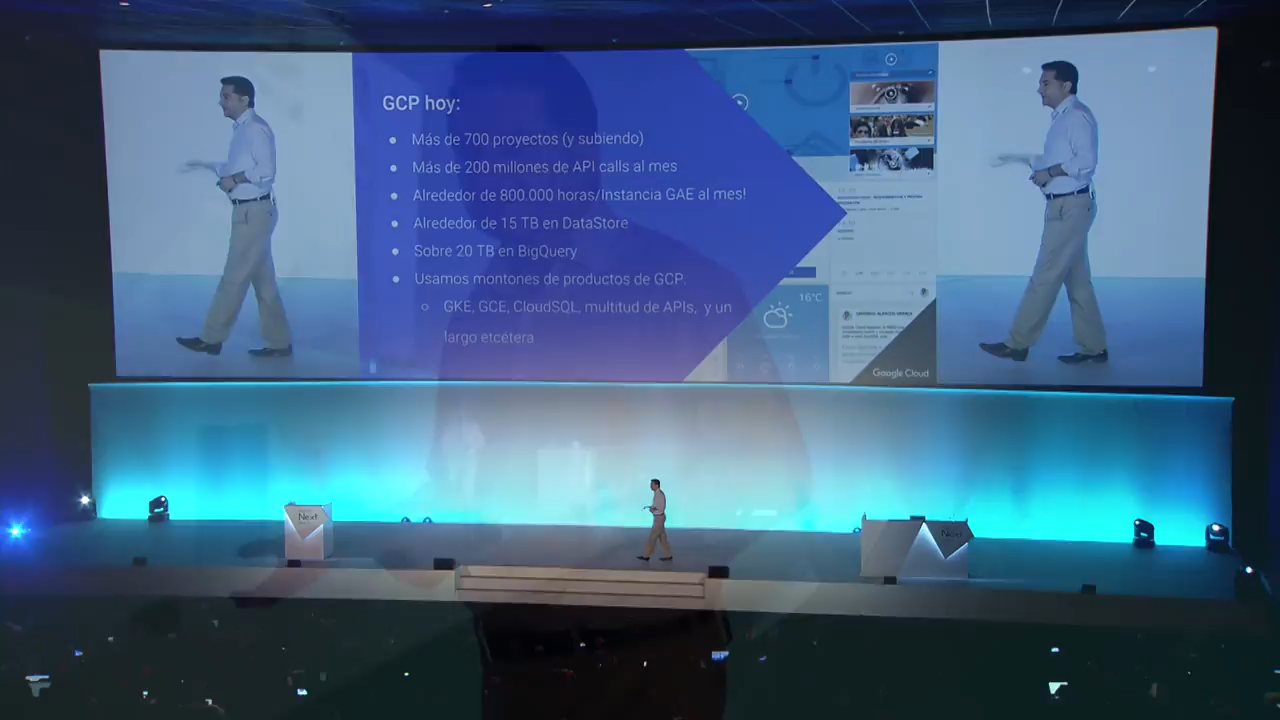 GCP hoy:
● Más de 700 proyectos (y subiendo)
● Más de 200 millones de API calls al mes
● Alrededor de 800.000 horas/Instancia GAE al mes!
● Alrededor de 15 TB en DataStore
● Sobre 20 TB en BigQuery
● Usamos montones de productos de GCP.
○ GKE, GCE, CloudSQL, multitud de APIs, y un
largo etcétera
16°C
Google Cloud
Next
Next